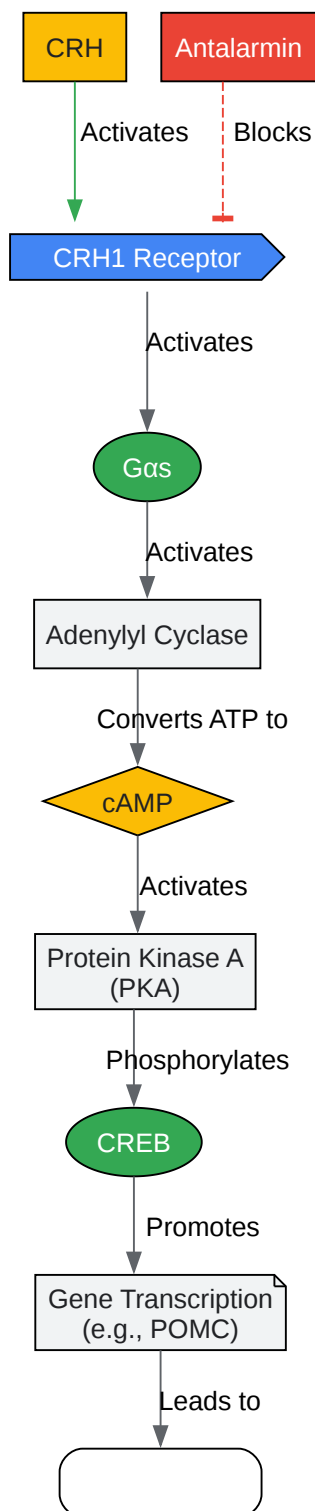 CRH
Antalarmin
Activates
Blocks
CRH1 Receptor
Activates
Gαs
Activates
Adenylyl Cyclase
Converts ATP to
cAMP
Activates
Protein Kinase A
(PKA)
Phosphorylates
CREB
Promotes
Gene Transcription
(e.g., POMC)
Leads to